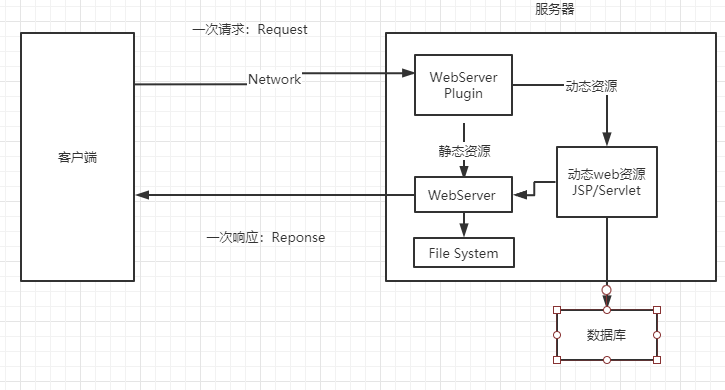 服务器
一次请求：Request
Network
WebServer
Plugin
动态资源
客户端
静态资源
动态web资源
JSP/Servlet
WebServer
一次响应：Reponse
File System
数据库